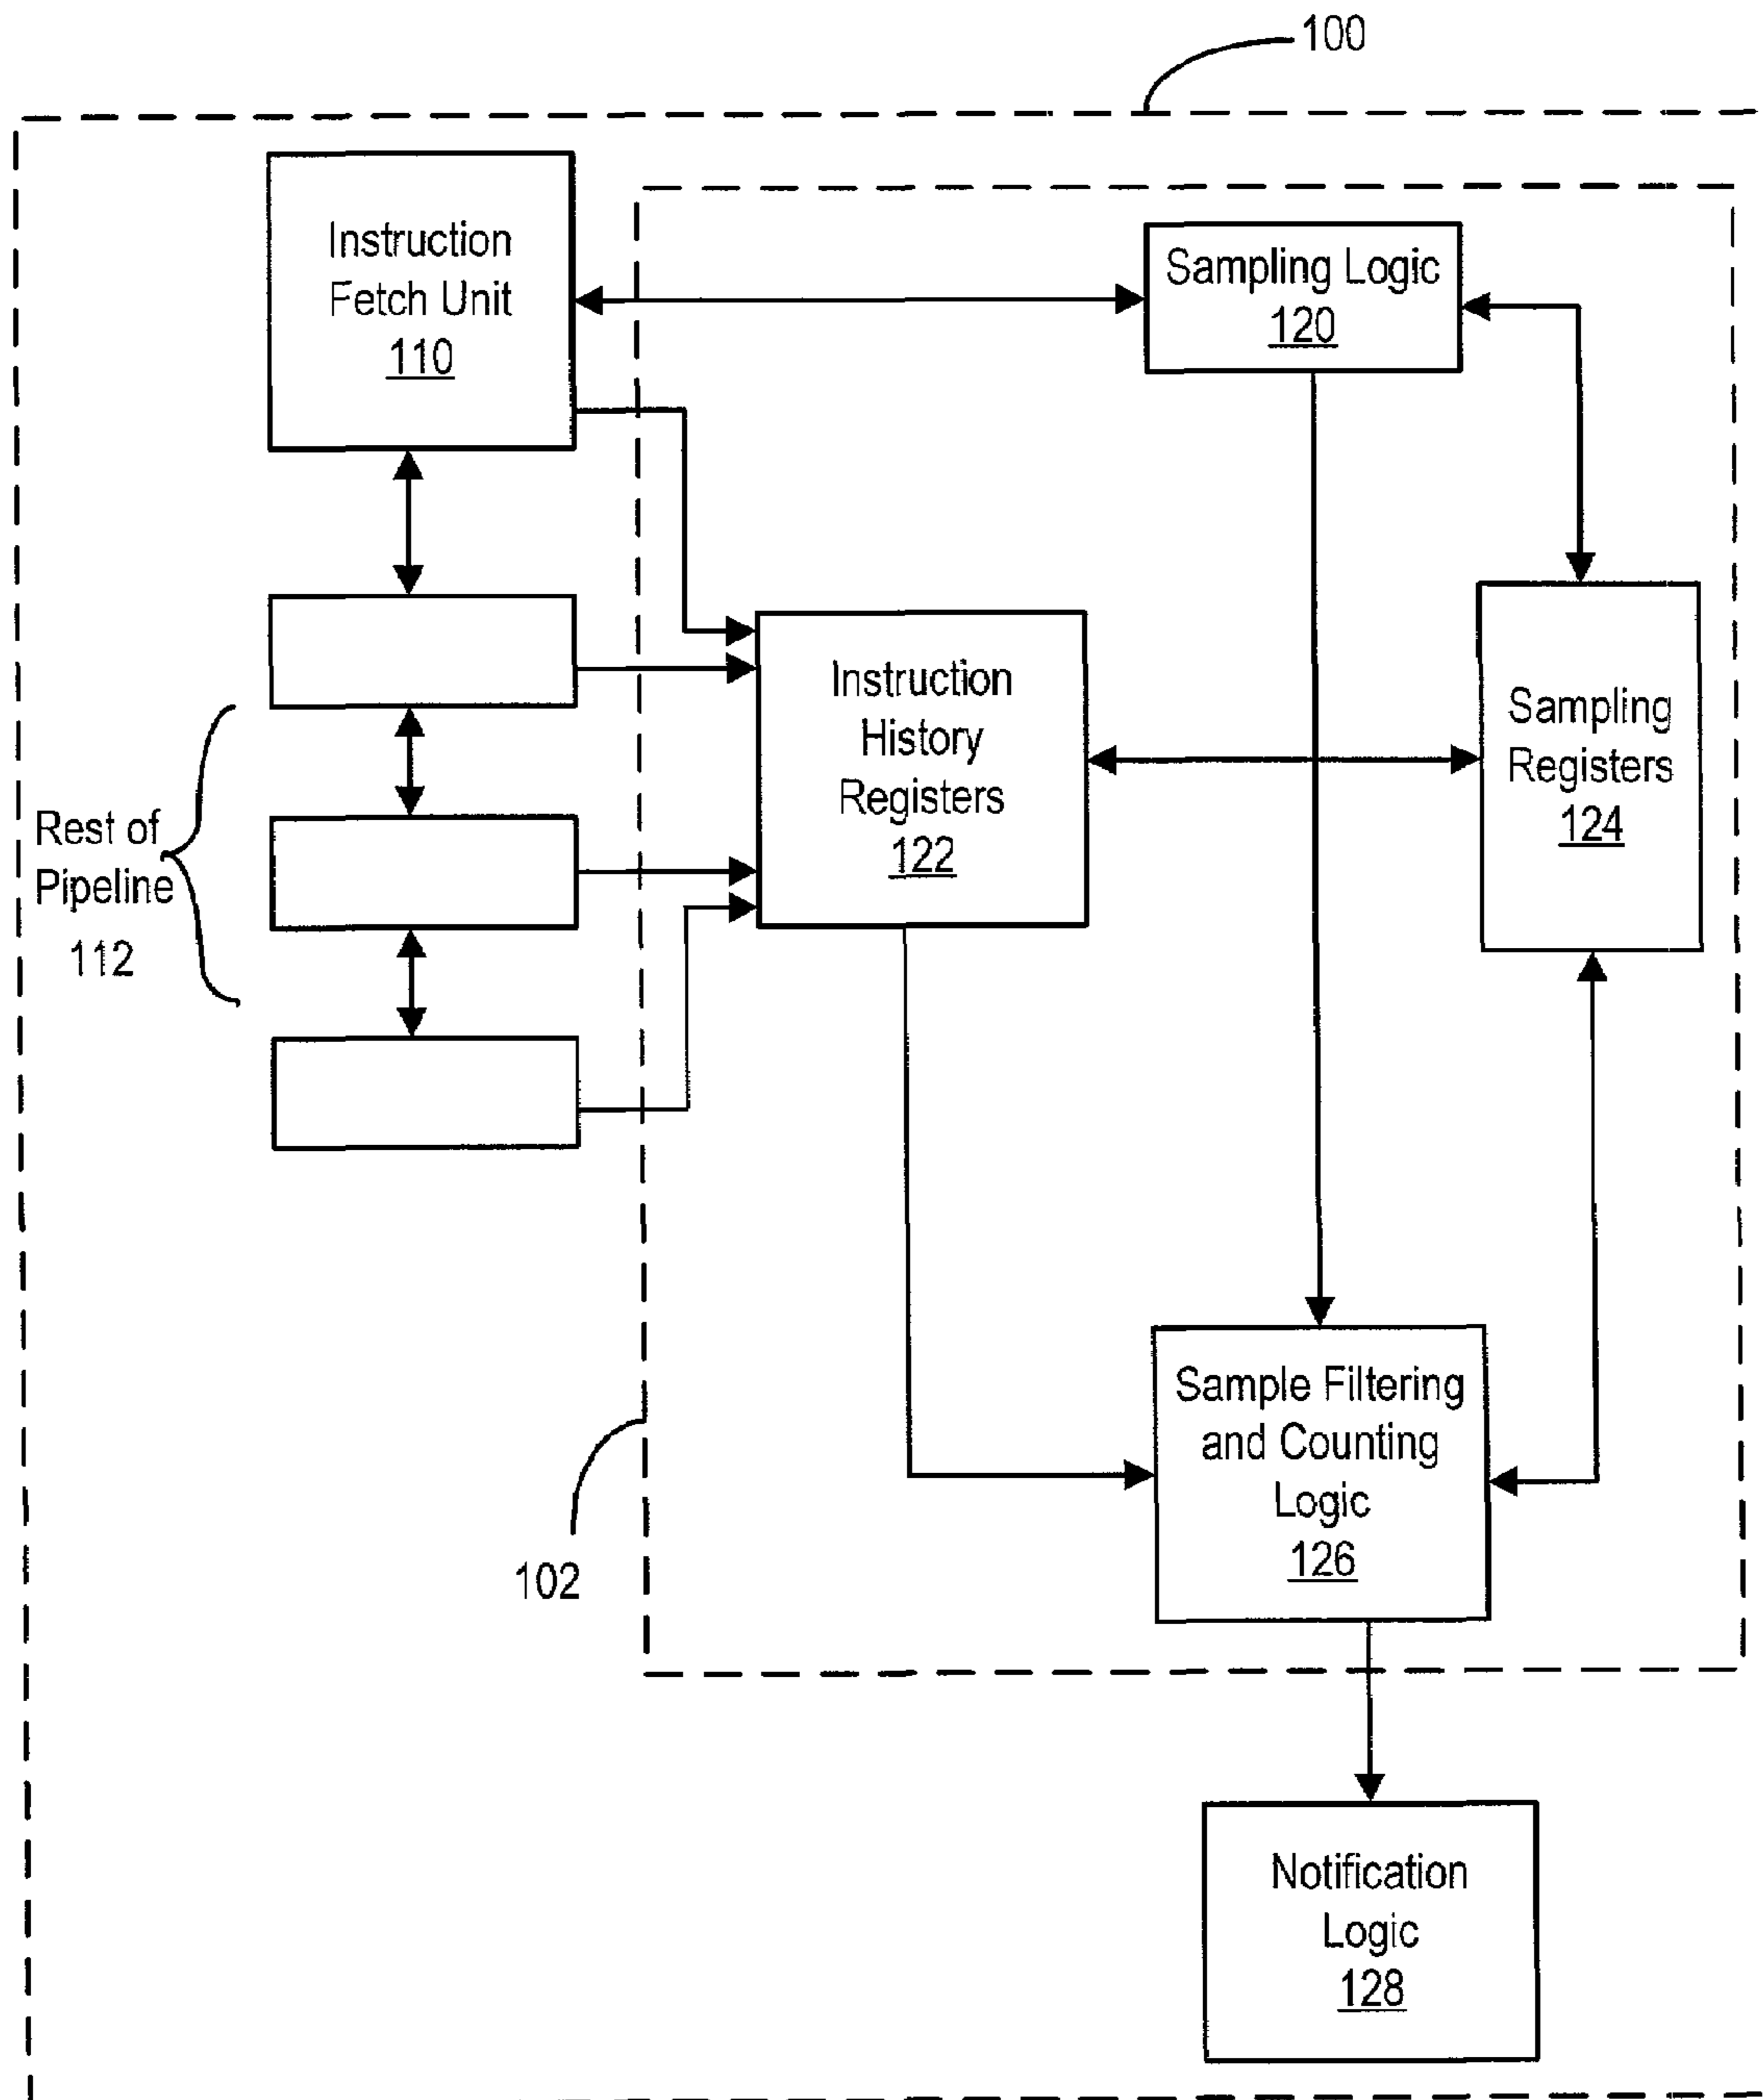 100
Instruction
Fetch Unit
110
Sampling Logic
120
Instruction
History
Registers
122
Sampling
Registers
124
Rest of
Pipeline
112
Sample Filtering
and Counting
Logic
126
102
Notification
Logic
128